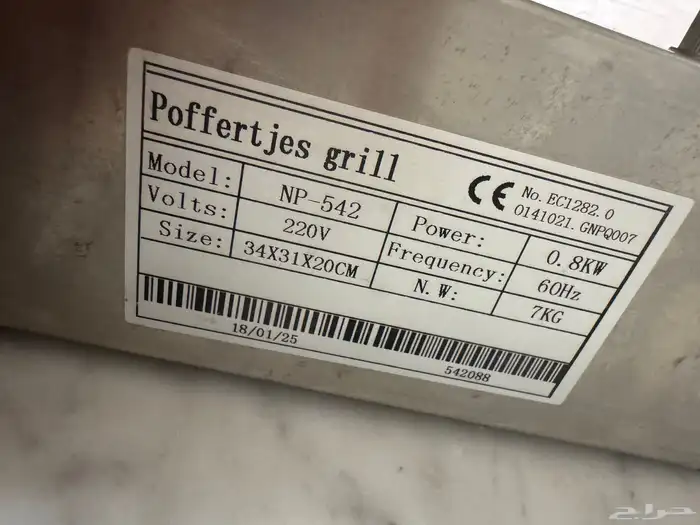 Poffertjes grill
CE No. EC1282.0
0141021.GNPQ007
Model: NP-542 Power: 0.8KW
Volts: 220V Frequency: 60Hz
Size: 34X31X20CM N.W: 7KG
18/01/25 542088
حراج